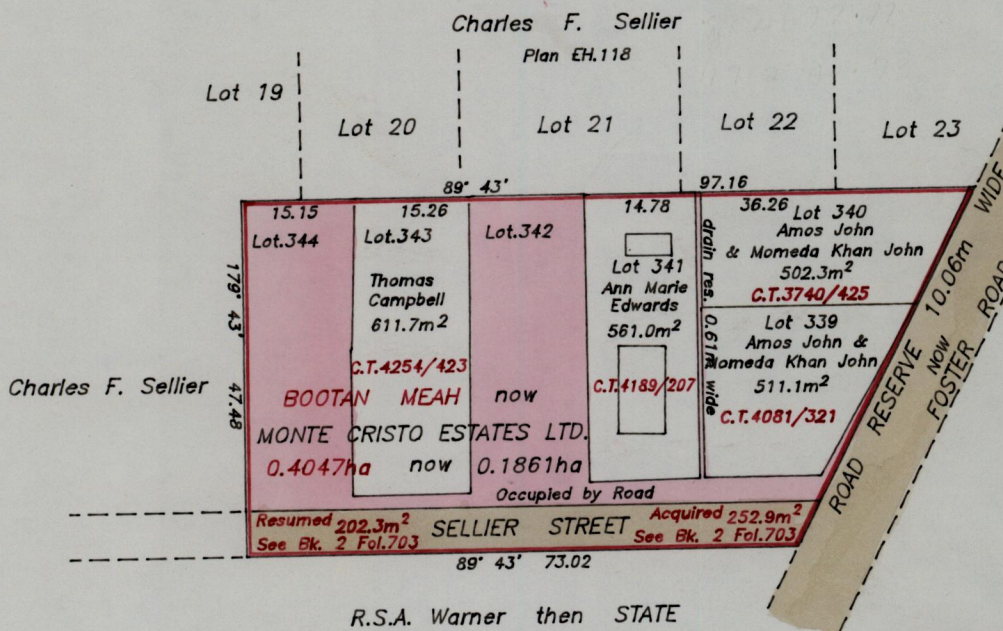 Charles F. Sellier
Plan EH.118
Lot 19
Lot 20
Lot 21
Lot 22
Lot 23
89° 43'
97.16
15.15
15.26
14.78
36.26
Lot.344
Lot.343
Lot.342
Lot 341
Ann Marie
Edwards
561.0m²
C.T.4189/207
Lot 340
Amos John
& Momeda Khan John
502.3m²
C.T.3740/425
Lot 339
Amos John &
Momeda Khan John
511.1m²
C.T.4081/321
drain res. 0.61m wide
Thomas
Campbell
611.7m²
C.T.4254/423
179° 43'
47.48
Charles F. Sellier
BOOTAN MEAH now
MONTE CRISTO ESTATES LTD.
0.4047ha now 0.1861ha
Occupied by Road
Resumed 202.3m²
See Bk. 2 Fol.703
SELLIER STREET
Acquired 252.9m²
See Bk. 2 Fol.703
89° 43' 73.02
ROAD RESERVE 10.06m WIDE
NOW
FOSTER ROAD
R.S.A. Warner then STATE